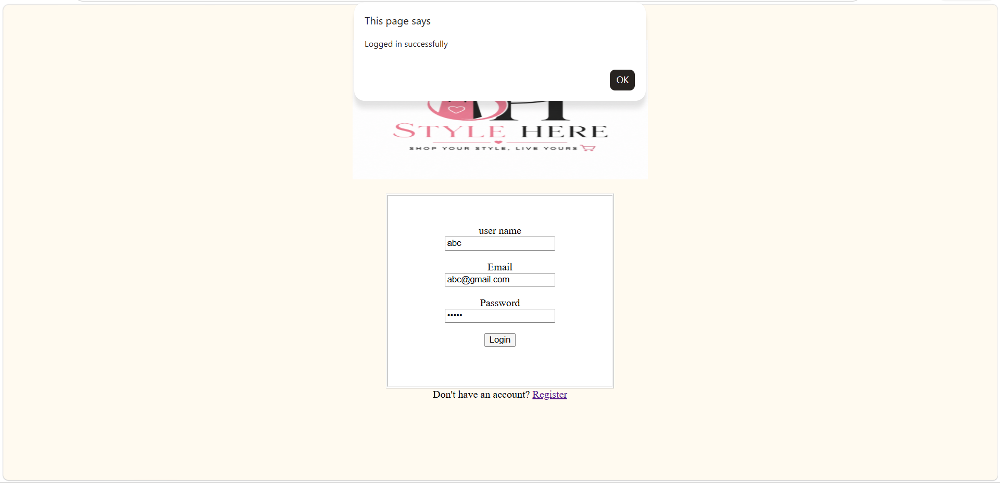 This page says
Logged in successfully
OK
STYLE HERE
SHOP YOUR STYLE, LIVE YOURS
user name
abc
Email
abc@gmail.com
Password
•••••
Login
Don't have an account? Register